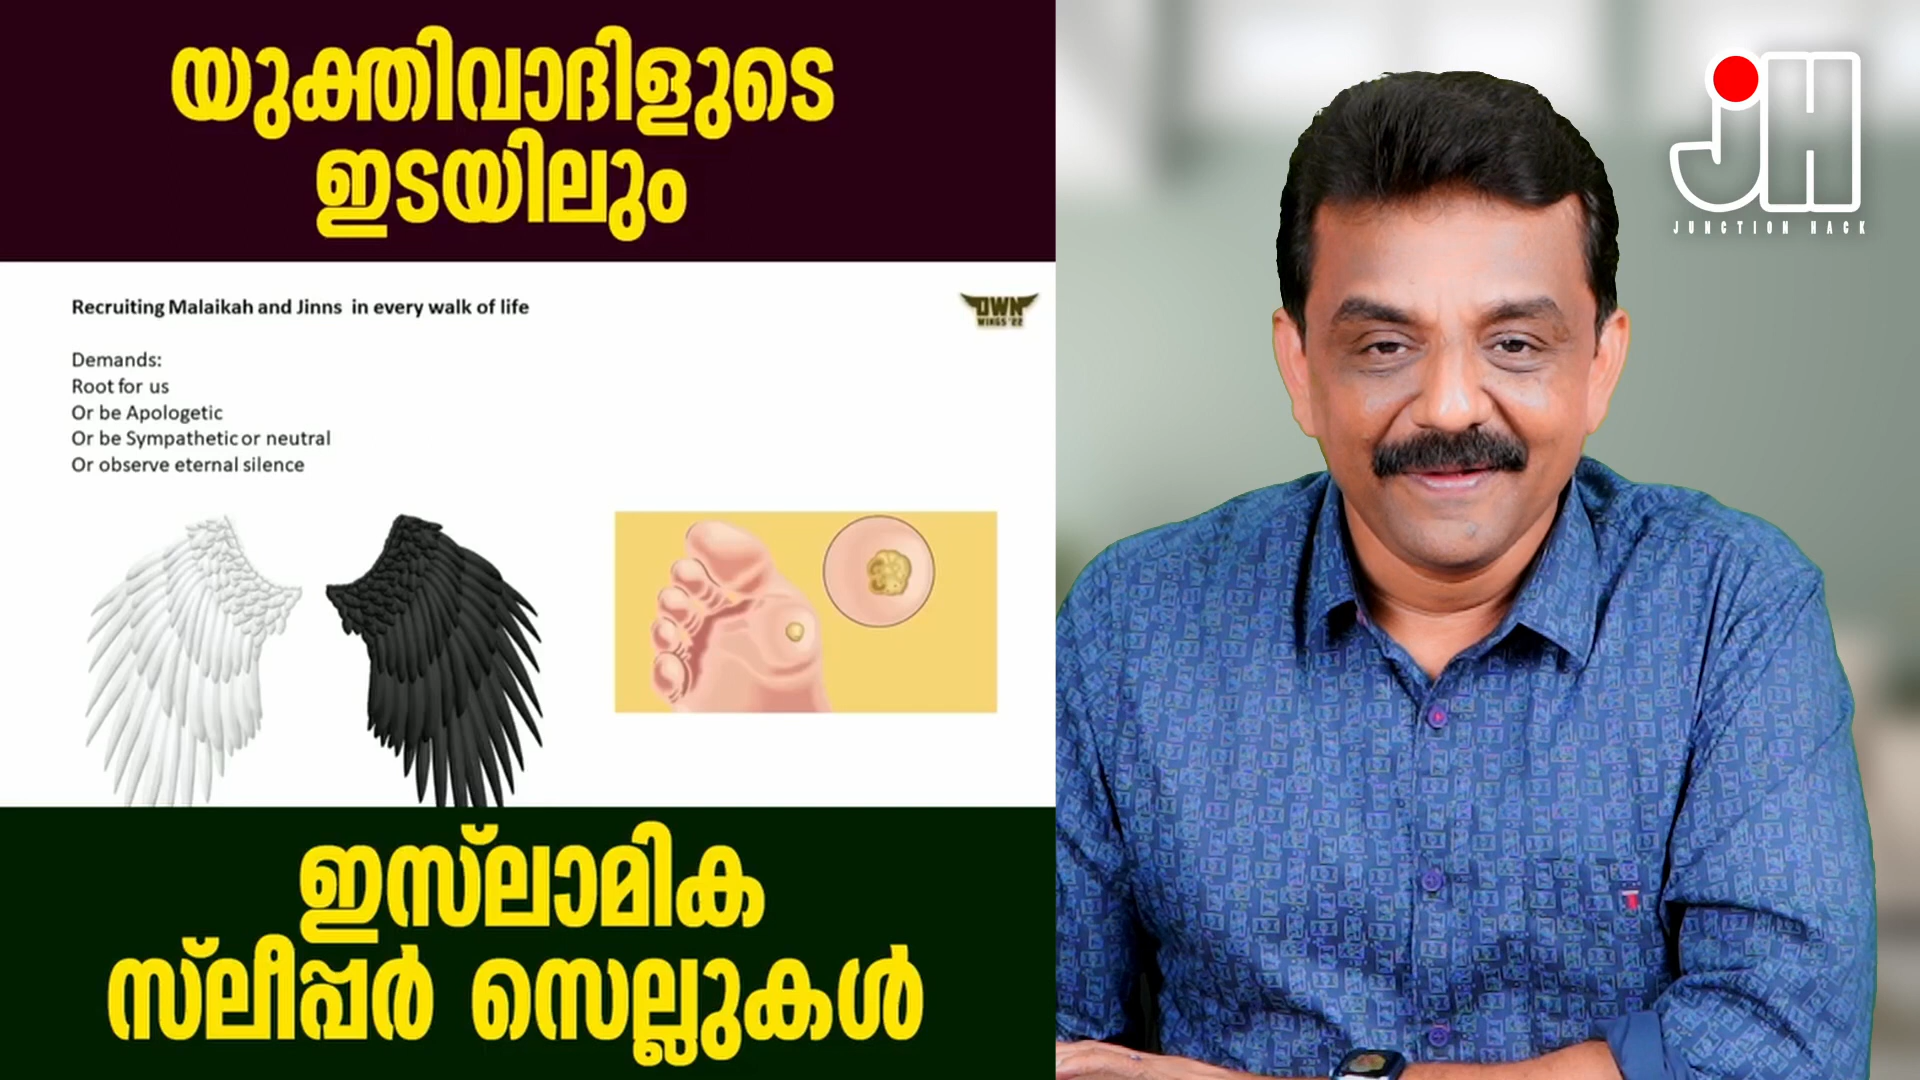 യുക്തിവാദിളുടെ
ഇടയിലും
Recruiting Malaikah and Jinns in every walk of life
OWN
WINGS '22
Demands:
Root for us
Or be Apologetic
Or be Sympathetic or neutral
Or observe eternal silence
ഇസ്‌ലാമിക
സ്‌ലീപ്പർ സെല്ലുകൾ
JH
JUNCTION HACK